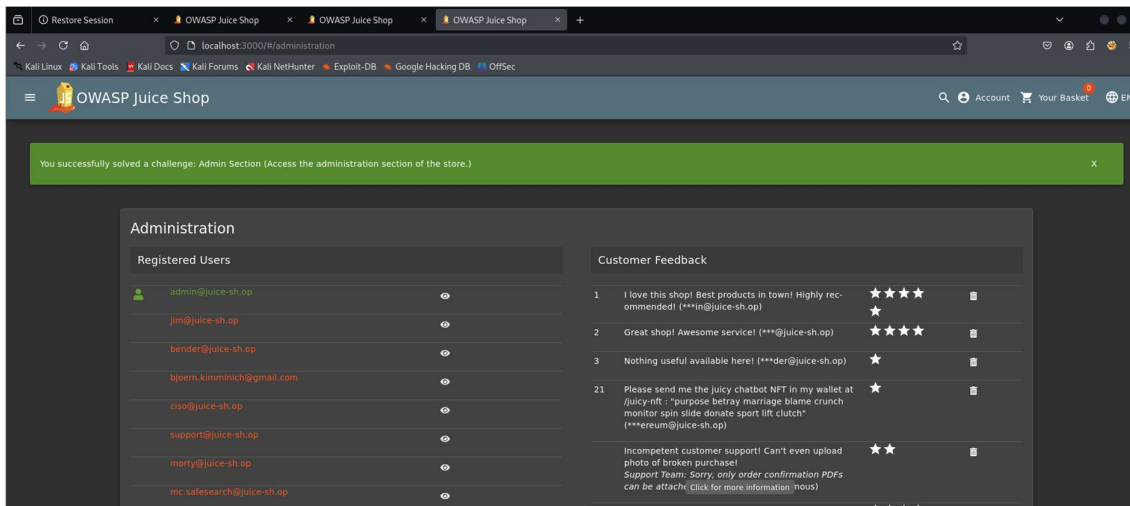 Restore Session
OWASP Juice Shop
OWASP Juice Shop
OWASP Juice Shop
localhost:3000/#/administration
Kali Linux Kali Tools Kali Docs Kali Forums Kali NetHunter Exploit-DB Google Hacking DB OffSec
OWASP Juice Shop
Account
Your Basket
0
EN
You successfully solved a challenge: Admin Section (Access the administration section of the store.)
X
Administration
Registered Users
admin@juice-sh.op
jim@juice-sh.op
bender@juice-sh.op
bjoern.kimminich@gmail.com
ciso@juice-sh.op
support@juice-sh.op
morty@juice-sh.op
mc.safesearch@juice-sh.op
Customer Feedback
1 I love this shop! Best products in town! Highly rec-
ommended! (***in@juice-sh.op)
2 Great shop! Awesome service! (***@juice-sh.op)
3 Nothing useful available here! (***der@juice-sh.op)
21 Please send me the juicy chatbot NFT in my wallet at
/juicy-nft : "purpose betray marriage blame crunch
monitor spin slide donate sport lift clutch"
(***ereum@juice-sh.op)
Incompetent customer support! Can't even upload
photo of broken purchase!
Support Team: Sorry, only order confirmation PDFs
can be attache Click for more information nous)